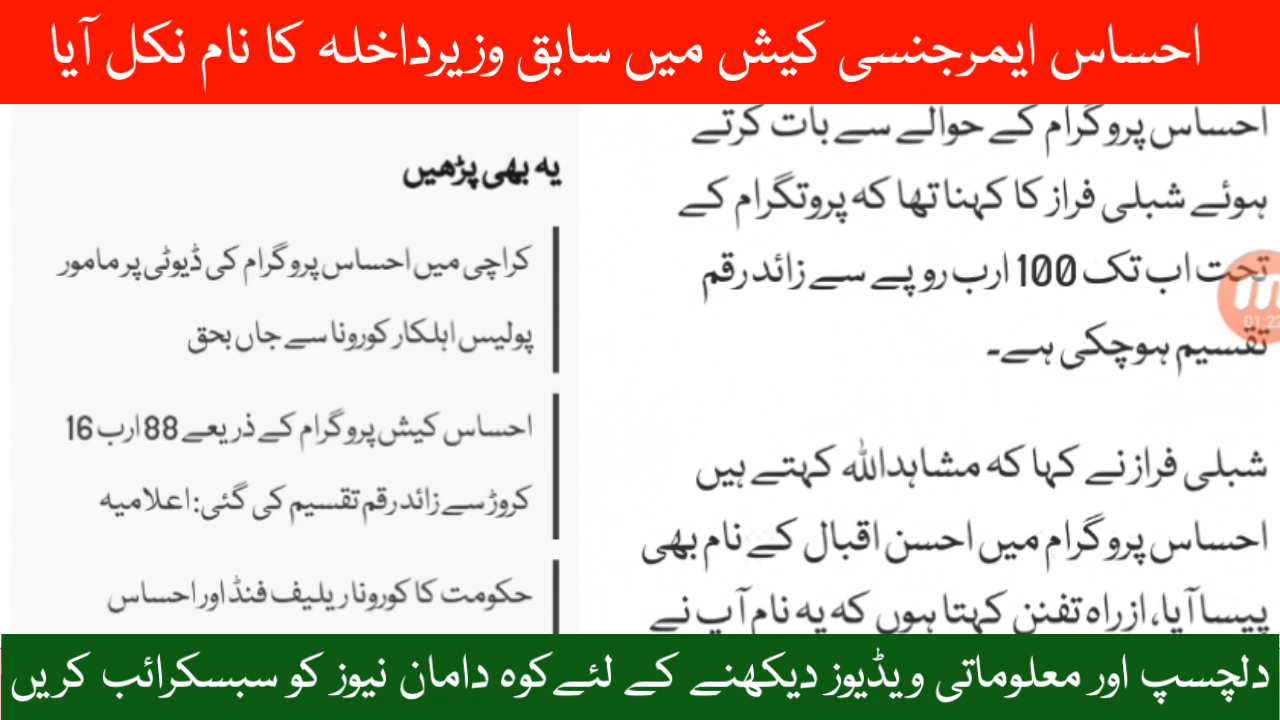 احساس ایمرجنسی کیش میں سابق وزیرداخلہ کا نام نکل آیا
احساس پروگرام کے حوالے سے بات کرتے
ہوئے شبلی فراز کا کہنا تھا کہ پروتگرام کے
تحت اب تک 100 ارب روپے سے زائد رقم
تقسیم ہوچکی ہے۔
شبلی فراز نے کہا کہ مشاہداللہ کہتے ہیں
احساس پروگرام میں احسن اقبال کے نام بھی
پیسا آیا، از راہ تفنن کہتا ہوں کہ یہ نام آپ نے
یہ بھی پڑھیں
کراچی میں احساس پروگرام کی ڈیوٹی پر مامور
پولیس اہلکار کورونا سے جاں بحق
احساس کیش پروگرام کے ذریعے 88 ارب 16
کروڑ سے زائد رقم تقسیم کی گئی: اعلامیہ
حکومت کا کورونا ریلیف فنڈ اور احساس
01:22
دلچسپ اور معلوماتی ویڈیوز دیکھنے کے لئے کوہ دامان نیوز کو سبسکرائب کریں